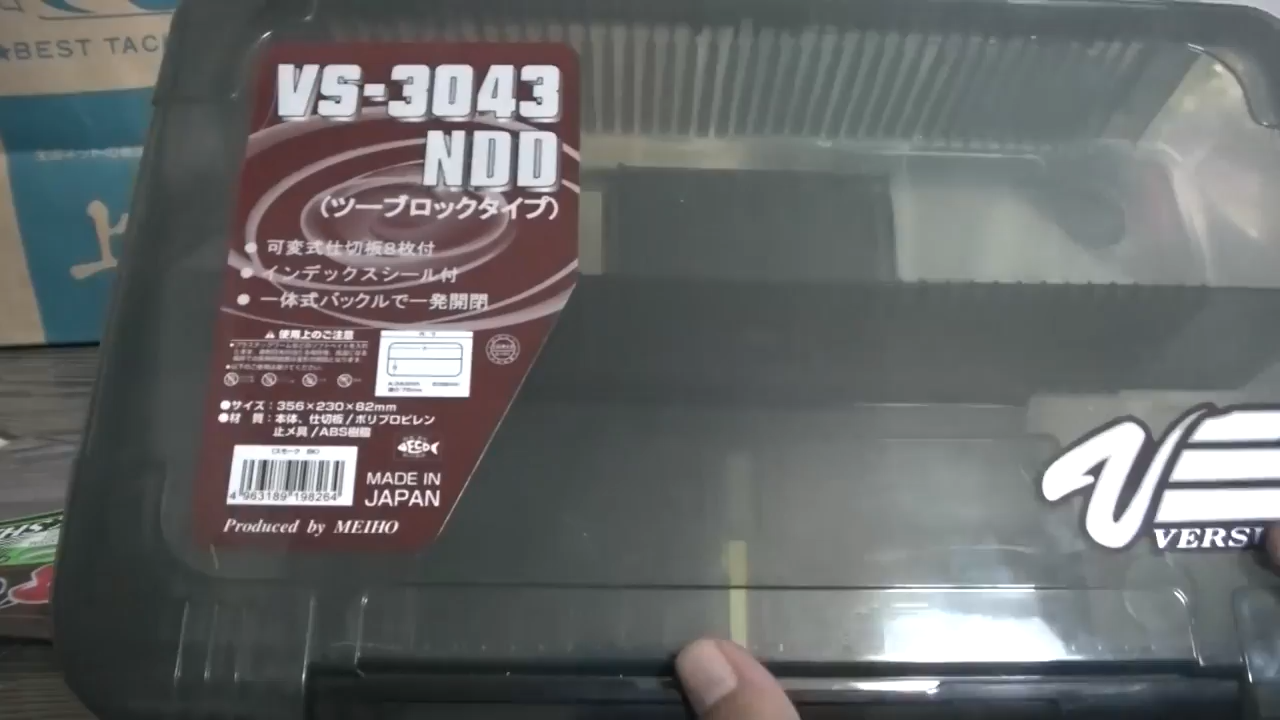 ★BEST TAC
VS-3043
NDD
(ツーブロックタイプ)
● 可変式仕切板8枚付
● インデックスシール付
● 一体式バックルで一発開閉
⚠ 使用上のご注意
●サイズ：356×230×82mm
●材　質：本体、仕切板/ポリプロピレン
止メ具/ABS樹脂
4 963189 198264
MADE IN
JAPAN
Produced by MEIHO
VERS
上